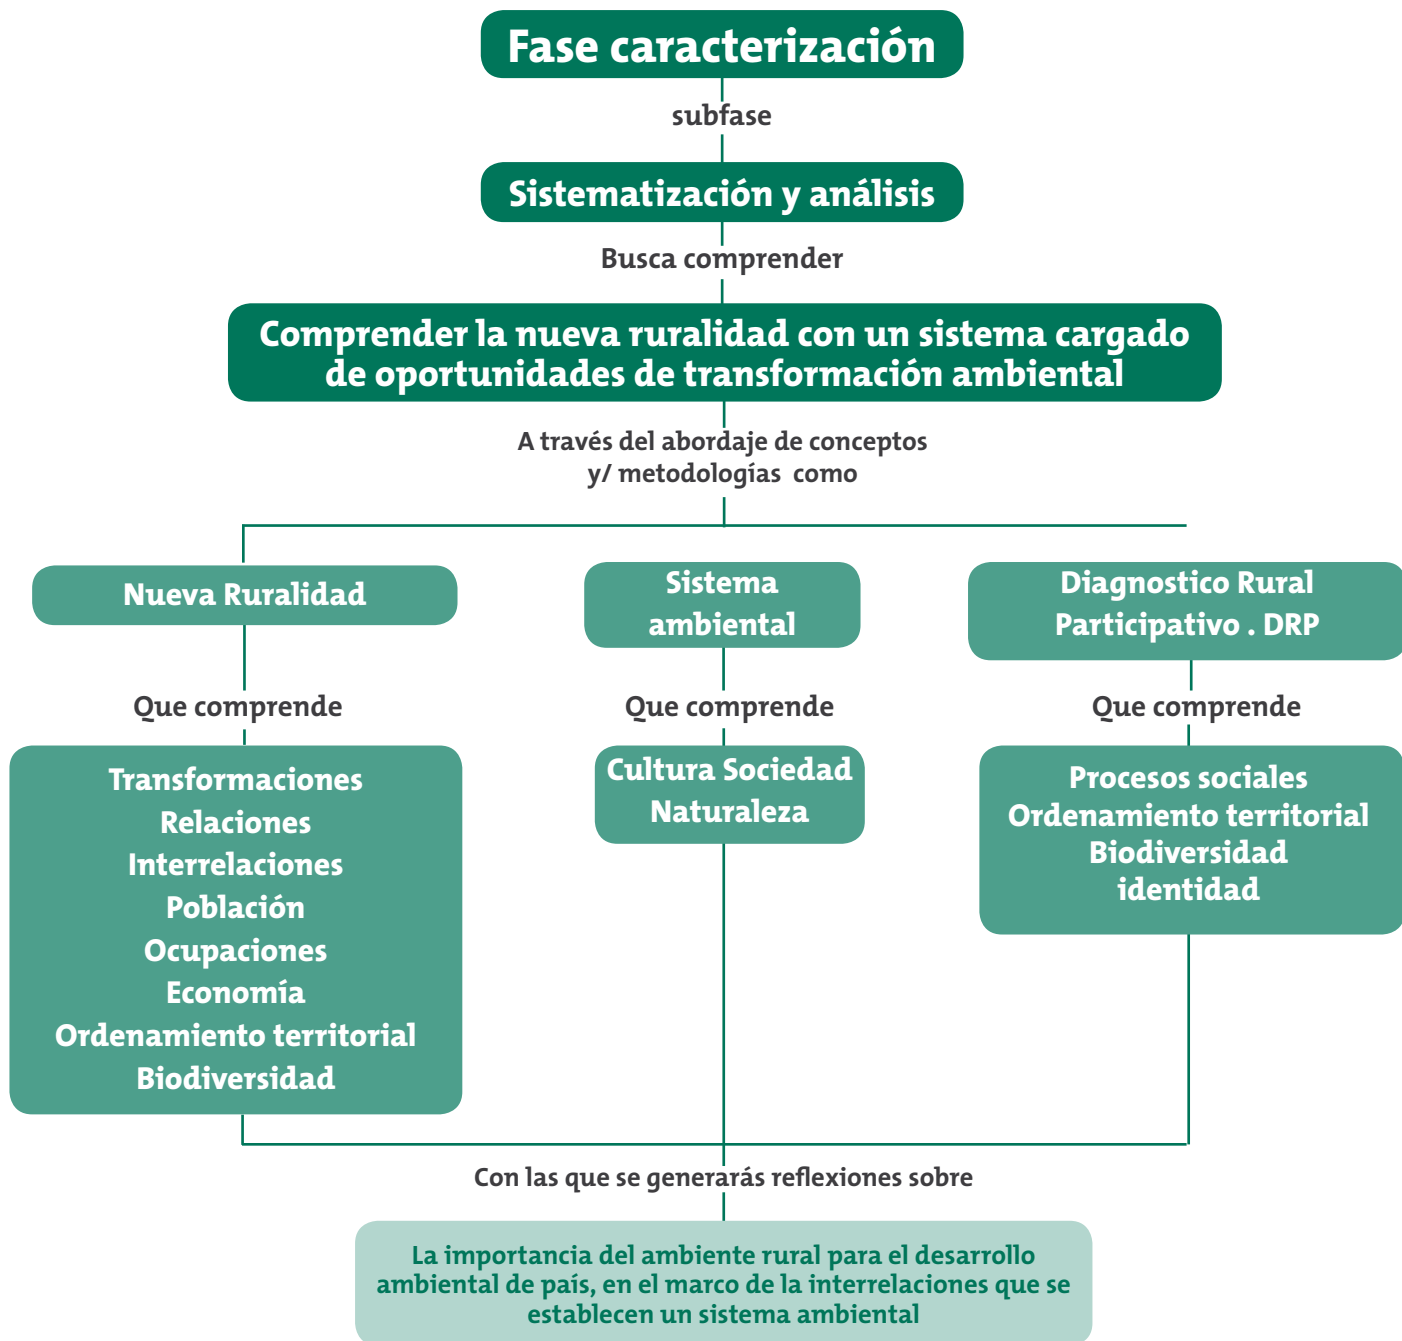 Fase caracterización
subfase
Sistematización y análisis
Busca comprender
Comprender la nueva ruralidad con un sistema cargado
de oportunidades de transformación ambiental
A través del abordaje de conceptos
y/ metodologías como
Nueva Ruralidad
Que comprende
Transformaciones
Relaciones
Interrelaciones
Población
Ocupaciones
Economía
Ordenamiento territorial
Biodiversidad
Sistema
ambiental
Que comprende
Cultura Sociedad
Naturaleza
Diagnostico Rural
Participativo . DRP
Que comprende
Procesos sociales
Ordenamiento territorial
Biodiversidad
identidad
Con las que se generarás reflexiones sobre
La importancia del ambiente rural para el desarrollo
ambiental de país, en el marco de la interrelaciones que se
establecen un sistema ambiental